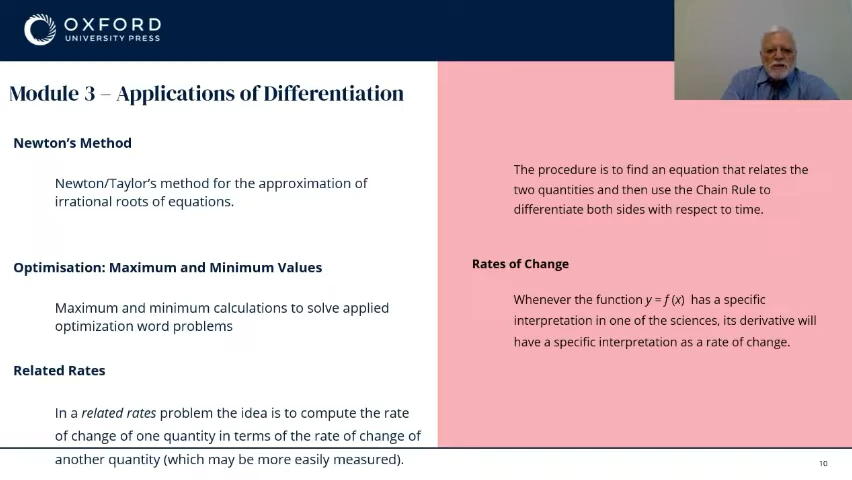 OXFORD
UNIVERSITY PRESS
Module 3 – Applications of Differentiation
Newton's Method
Newton/Taylor's method for the approximation of
irrational roots of equations.
Optimisation: Maximum and Minimum Values
Maximum and minimum calculations to solve applied
optimization word problems
Related Rates
In a related rates problem the idea is to compute the rate
of change of one quantity in terms of the rate of change of
another quantity (which may be more easily measured).
The procedure is to find an equation that relates the
two quantities and then use the Chain Rule to
differentiate both sides with respect to time.
Rates of Change
Whenever the function y = f (x) has a specific
interpretation in one of the sciences, its derivative will
have a specific interpretation as a rate of change.
10